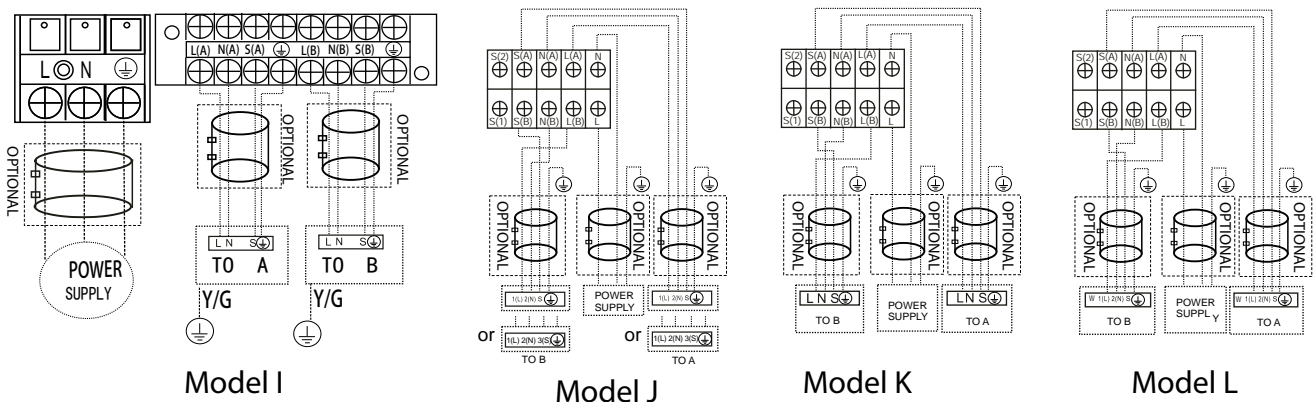 L N
OPTIONAL
POWER
SUPPLY
L(A) N(A) S(A) L(B) N(B) S(B)
OPTIONAL
OPTIONAL
L N S
TO A
Y/G
L N S
TO B
Y/G
Model I
S(2) S(A) N(A) L(A) N
S(1) S(B) N(B) L(B) L
OPTIONAL
OPTIONAL
OPTIONAL
1(L) 2(N) S
POWER
SUPPLY
1(L) 2(N) S
or
1(L) 2(N) 3(S)
TO B
or
1(L) 2(N) 3(S)
TO A
Model J
S(2) S(A) N(A) L(A) N
S(1) S(B) N(B) L(B) L
OPTIONAL
OPTIONAL
OPTIONAL
L N S
TO B
POWER
SUPPLY
L N S
TO A
Model K
S(2) S(A) N(A) L(A) N
S(1) S(B) N(B) L(B) L
OPTIONAL
OPTIONAL
OPTIONAL
W 1(L) 2(N) S
TO B
POWER
SUPPLY
W 1(L) 2(N) S
TO A
Model L